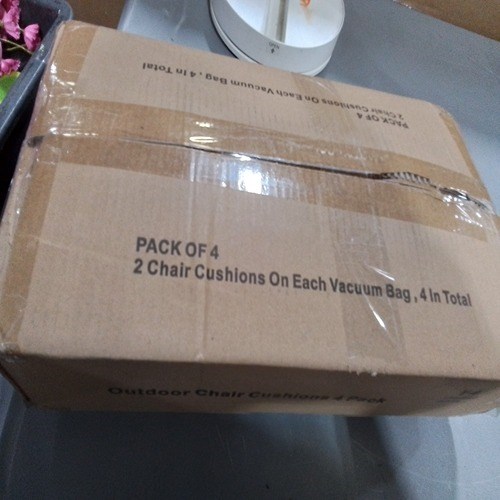 PACK OF 4
2 Chair Cushions On Each Vacuum Bag , 4 In Total
PACK OF 4
2 Chair Cushions On Each Vacuum Bag , 4 In Total
Outdoor Chair Cushions 4 Pack